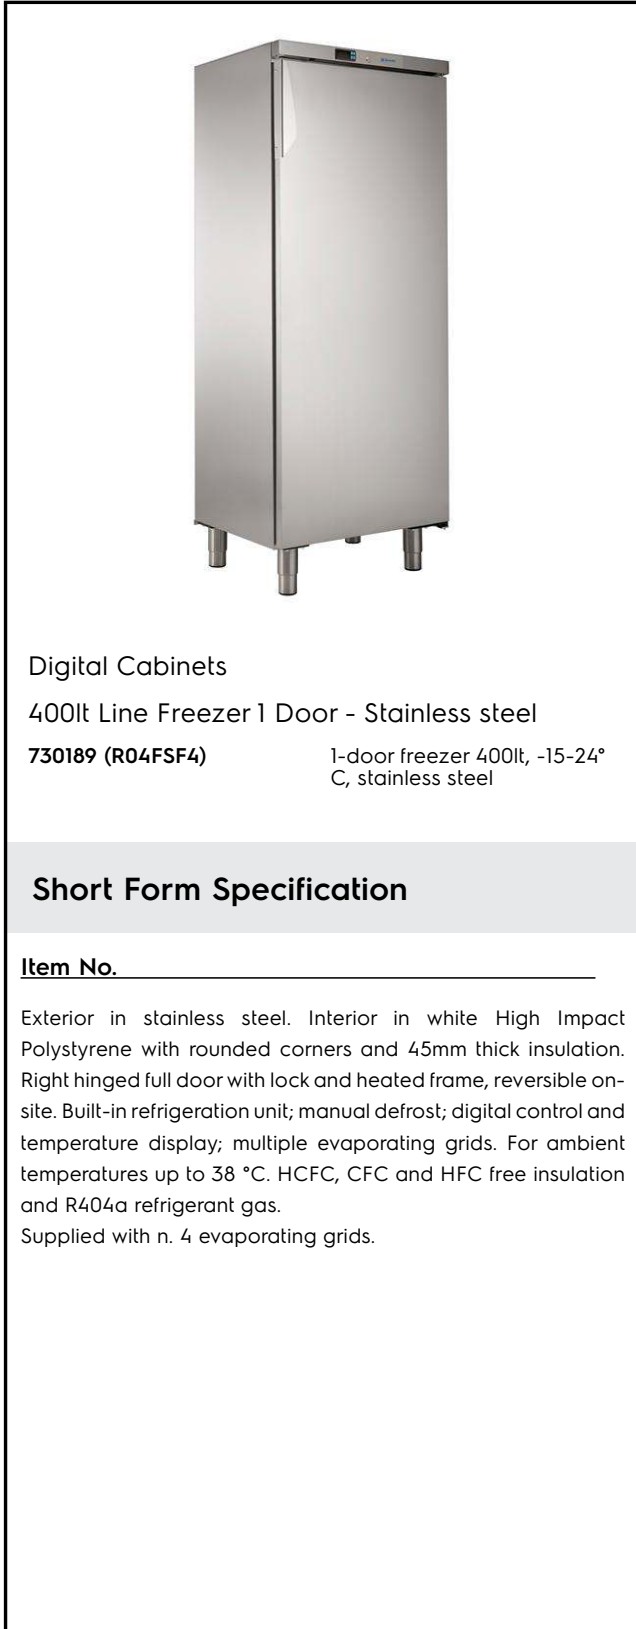 Digital Cabinets
400lt Line Freezer 1 Door - Stainless steel
730189 (R04FSF4)
1-door freezer 400lt, -15-24°
C, stainless steel
Short Form Specification
Item No.
Exterior in stainless steel. Interior in white High Impact
Polystyrene with rounded corners and 45mm thick insulation.
Right hinged full door with lock and heated frame, reversible on-
site. Built-in refrigeration unit; manual defrost; digital control and
temperature display; multiple evaporating grids. For ambient
temperatures up to 38 °C. HCFC, CFC and HFC free insulation
and R404a refrigerant gas.
Supplied with n. 4 evaporating grids.